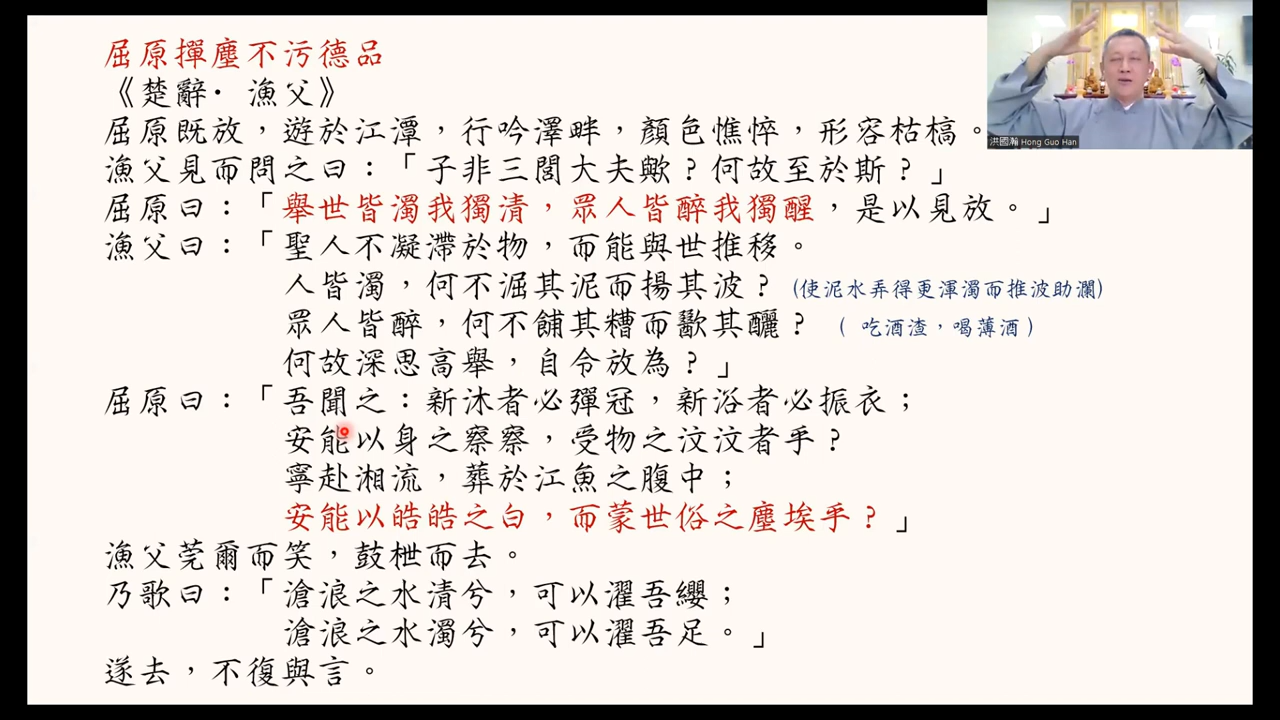 屈原撣塵不污德品
《楚辭·漁父》
屈原既放，遊於江潭，行吟澤畔，顏色憔悴，形容枯槁。
漁父見而問之曰：「子非三閭大夫歟？何故至於斯？」
屈原曰：「舉世皆濁我獨清，眾人皆醉我獨醒，是以見放。」
漁父曰：「聖人不凝滯於物，而能與世推移。
人皆濁，何不淈其泥而揚其波？(使泥水弄得更渾濁而推波助瀾)
眾人皆醉，何不餔其糟而歠其釃？（吃酒渣，喝薄酒）
何故深思高舉，自令放為？」
屈原曰：「吾聞之：新沐者必彈冠，新浴者必振衣；
安能以身之察察，受物之汶汶者乎？
寧赴湘流，葬於江魚之腹中；
安能以皓皓之白，而蒙世俗之塵埃乎？」
漁父莞爾而笑，鼓枻而去。
乃歌曰：「滄浪之水清兮，可以濯吾纓；
滄浪之水濁兮，可以濯吾足。」
遂去，不復與言。
洪國瀚 Hong Guo Han